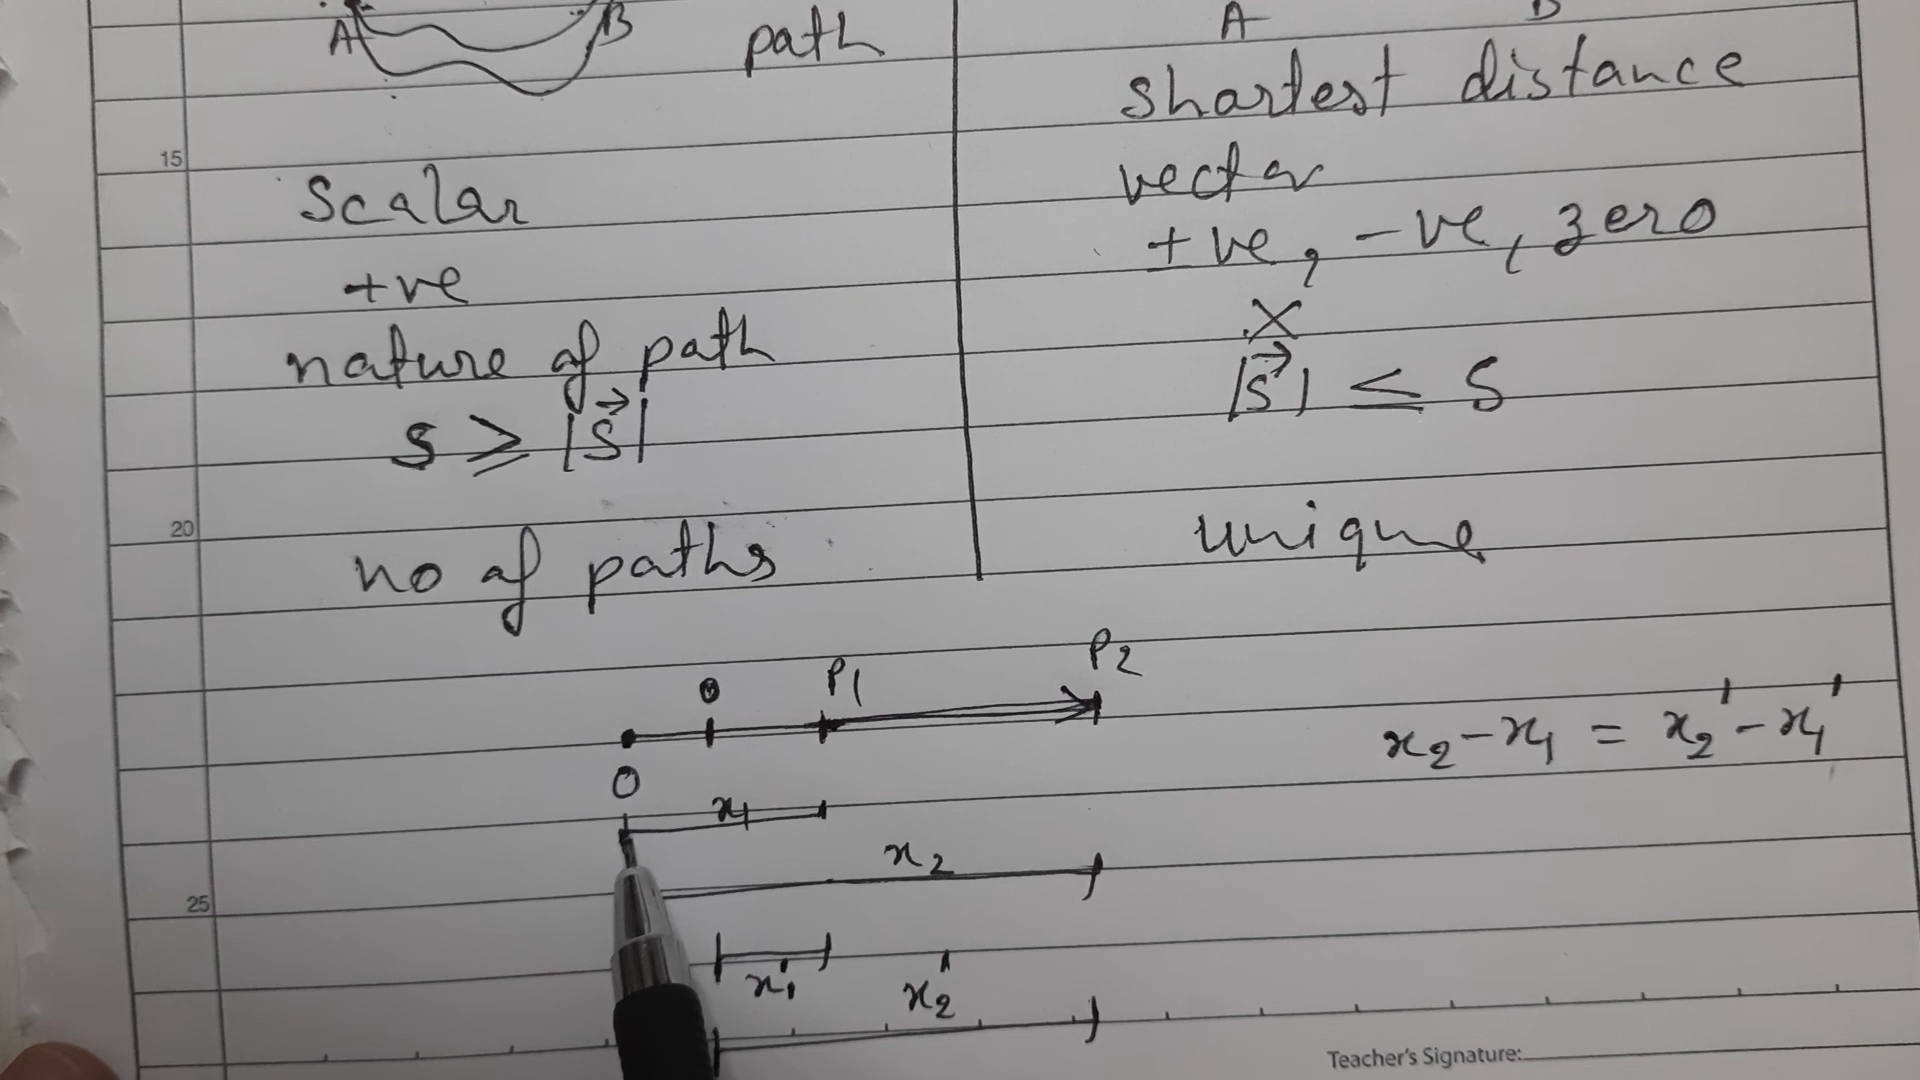 A B path
A
shortest distance
15
Scalar
vector
+ve
+ve, -ve, zero
nature of path
X
s ≥ |s⃗|
|s⃗| ≤ s
20
no of paths
unique
O P1 P2
O
x2 - x1 = x2' - x1'
x1
x2
25
x1' x2'
Teacher's Signature: